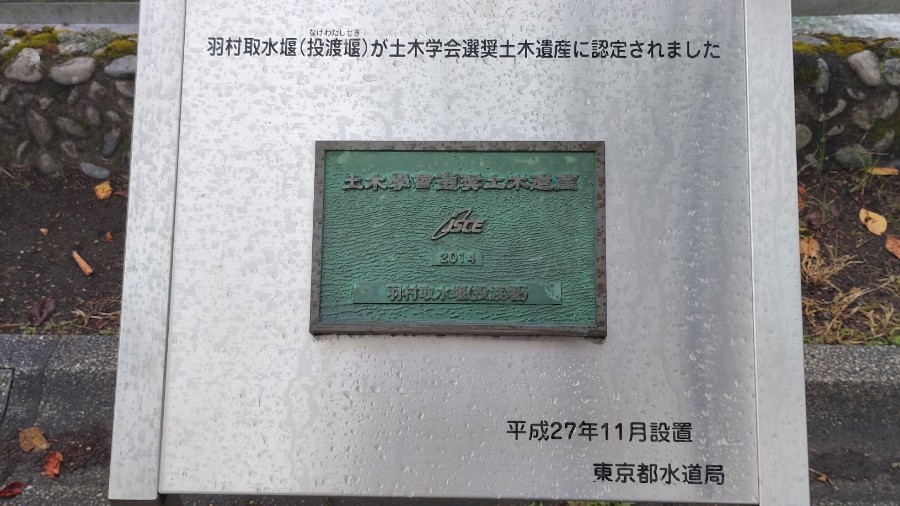 なげわたしせき
羽村取水堰（投渡堰）が土木学会選奨土木遺産に認定されました
土木學會選奨土木遺産
JSCE
2014
羽村取水堰(投渡堰)
平成27年11月設置
東京都水道局